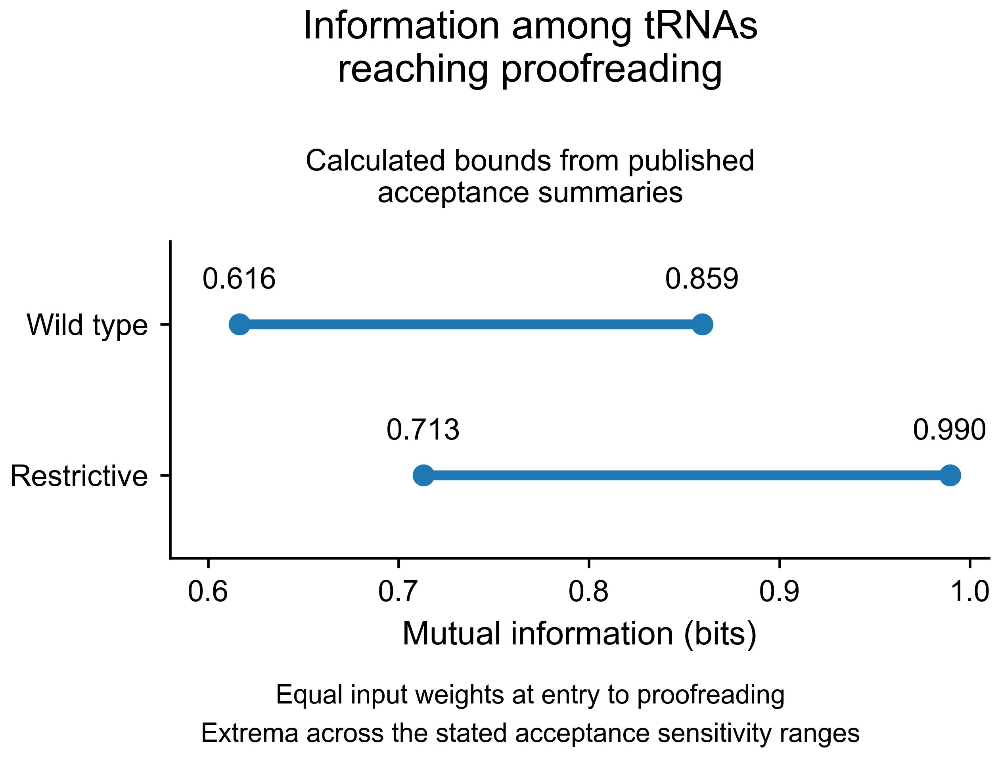 Information among tRNAs
reaching proofreading
Calculated bounds from published
acceptance summaries
0.616 0.859
Wild type
0.713 0.990
Restrictive
0.6 0.7 0.8 0.9 1.0
Mutual information (bits)
Equal input weights at entry to proofreading
Extrema across the stated acceptance sensitivity ranges